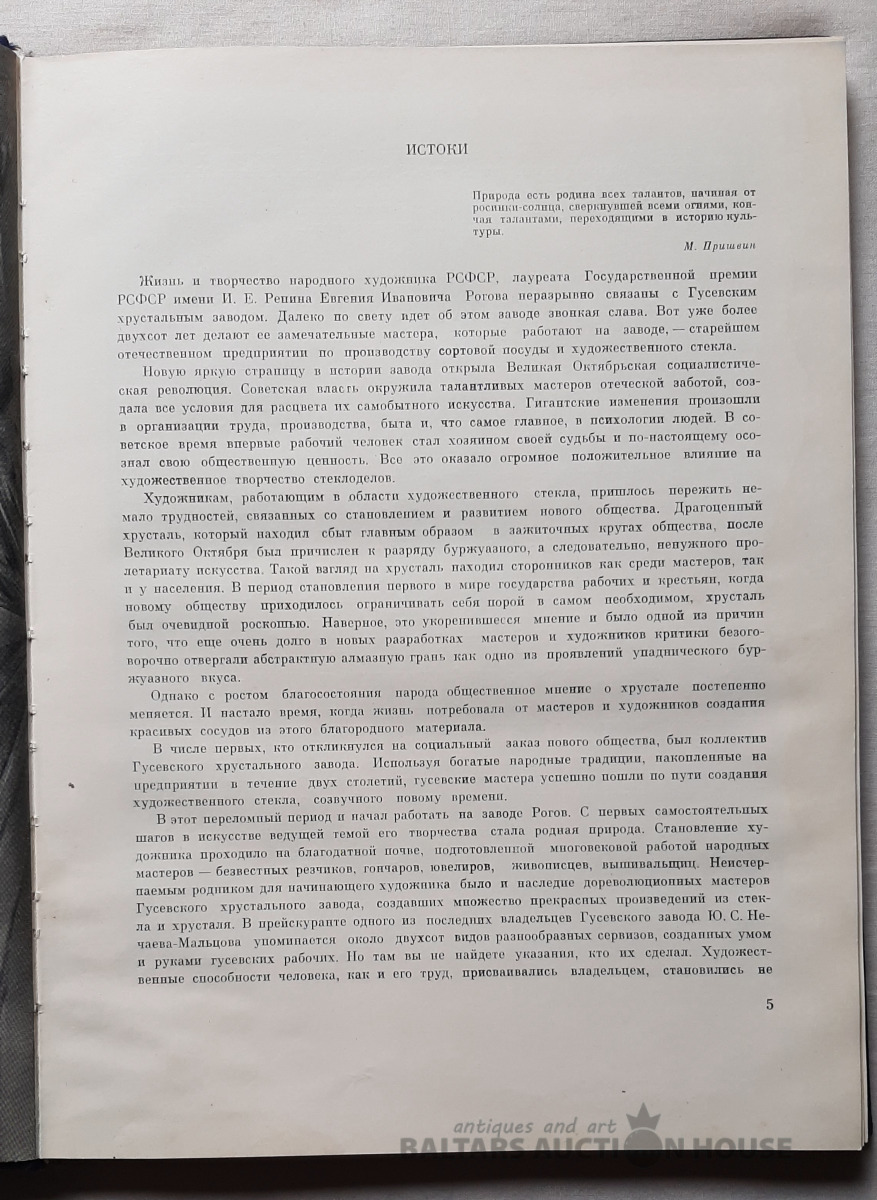 ИСТОКИ
Природа есть родина всех талантов, начиная от
росинки-солнца, сверкнувшей всеми огнями, кон-
чая талантами, переходящими в историю куль-
туры.
М. Пришвин
Жизнь и творчество народного художника РСФСР, лауреата Государственной премии
РСФСР имени И. Е. Репина Евгения Ивановича Рогова неразрывно связаны с Гусевским
хрустальным заводом. Далеко по свету идет об этом заводе звонкая слава. Вот уже более
двухсот лет делают ее замечательные мастера, которые работают на заводе, — старейшем
отечественном предприятии по производству сортовой посуды и художественного стекла.
Новую яркую страницу в истории завода открыла Великая Октябрьская социалистиче-
ская революция. Советская власть окружила талантливых мастеров отеческой заботой, соз-
дала все условия для расцвета их самобытного искусства. Гигантские изменения произошли
в организации труда, производства, быта и, что самое главное, в психологии людей. В со-
ветское время впервые рабочий человек стал хозяином своей судьбы и по-настоящему осо-
знал свою общественную ценность. Все это оказало огромное положительное влияние на
художественное творчество стеклоделов.
Художникам, работающим в области художественного стекла, пришлось пережить не-
мало трудностей, связанных со становлением и развитием нового общества. Драгоценный
хрусталь, который находил сбыт главным образом в зажиточных кругах общества, после
Великого Октября был причислен к разряду буржуазного, а следовательно, ненужного про-
летариату искусства. Такой взгляд на хрусталь находил сторонников как среди мастеров, так
и у населения. В период становления первого в мире государства рабочих и крестьян, когда
новому обществу приходилось ограничивать себя порой в самом необходимом, хрусталь
был очевидной роскошью. Наверное, это укоренившееся мнение и было одной из причин
того, что еще очень долго в новых разработках мастеров и художников критики безого-
ворочно отвергали абстрактную алмазную грань как одно из проявлений упаднического бур-
жуазного вкуса.
Однако с ростом благосостояния народа общественное мнение о хрустале постепенно
меняется. И настало время, когда жизнь потребовала от мастеров и художников создания
красивых сосудов из этого благородного материала.
В числе первых, кто откликнулся на социальный заказ нового общества, был коллектив
Гусевского хрустального завода. Используя богатые народные традиции, накопленные на
предприятии в течение двух столетий, гусевские мастера успешно пошли по пути создания
художественного стекла, созвучного новому времени.
В этот переломный период и начал работать на заводе Рогов. С первых самостоятельных
шагов в искусстве ведущей темой его творчества стала родная природа. Становление ху-
дожника проходило на благодатной почве, подготовленной многовековой работой народных
мастеров — безвестных резчиков, гончаров, ювелиров, живописцев, вышивальщиц. Неисчер-
паемым родником для начинающего художника было и наследие дореволюционных мастеров
Гусевского хрустального завода, создавших множество прекрасных произведений из стек-
ла и хрусталя. В прейскуранте одного из последних владельцев Гусевского завода Ю. С. Не-
чаева-Мальцова упоминается около двухсот видов разнообразных сервизов, созданных умом
и руками гусевских рабочих. Но там вы не найдете указания, кто их сделал. Художест-
венные способности человека, как и его труд, присваивались владельцем, становились не
5
antiques and art
BALTARS AUCTION HOUSE